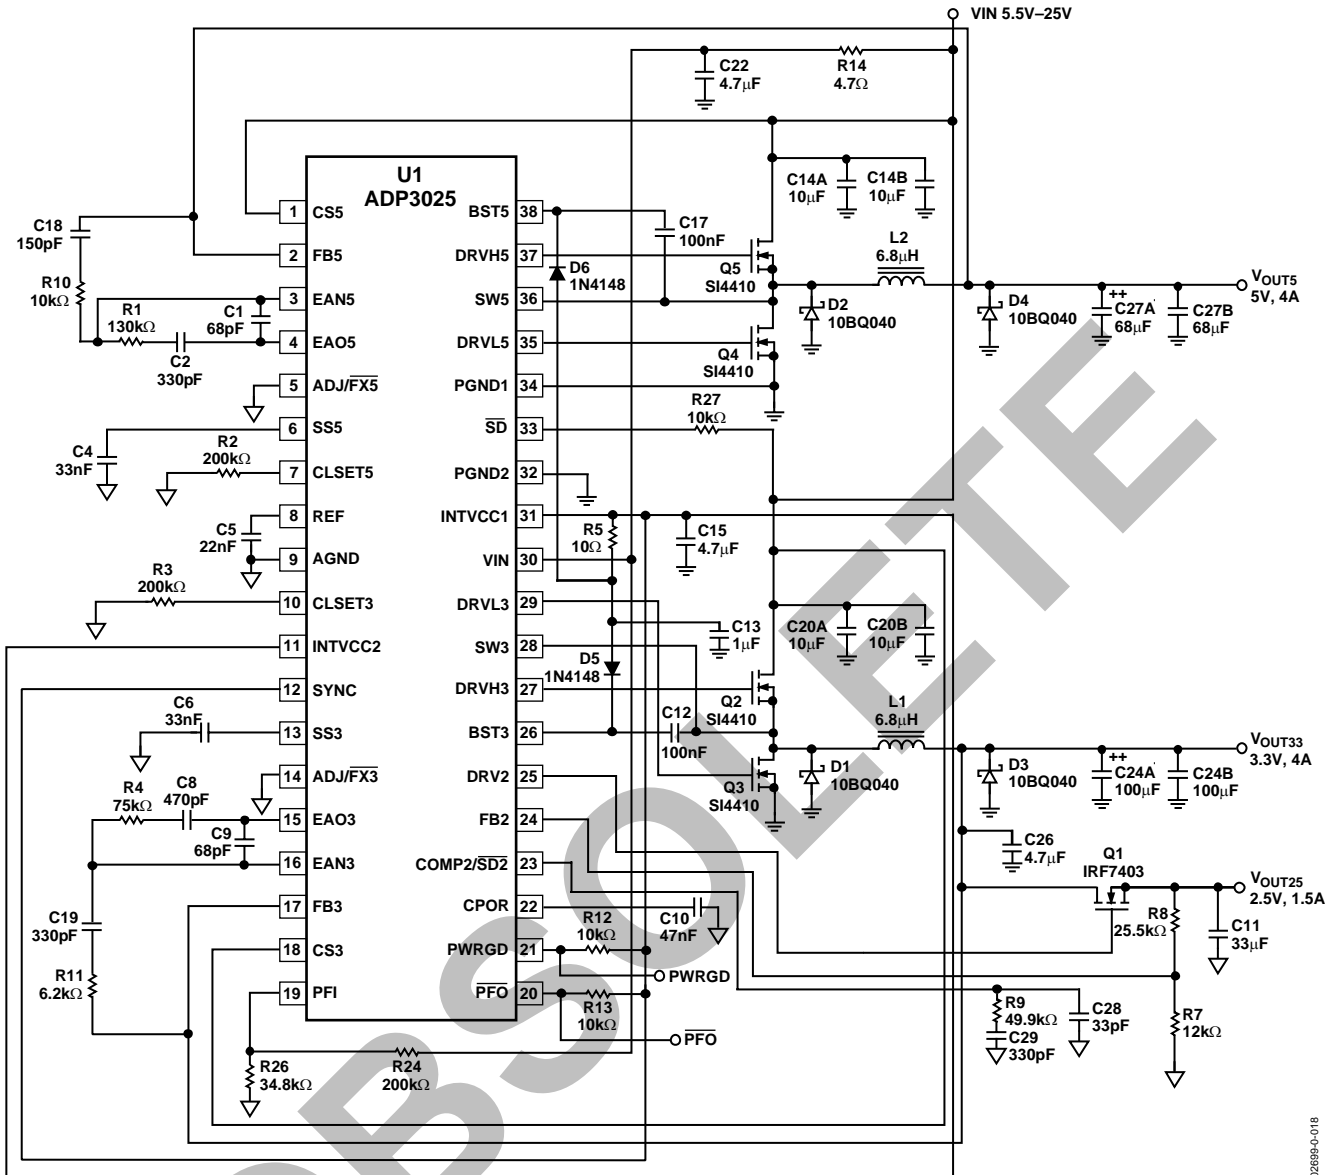 VIN 5.5V–25V
C22
4.7μF
R14
4.7Ω
U1
ADP3025
C14A
10μF
C14B
10μF
C18
150pF
R10
10kΩ
R1
130kΩ
C1
68pF
C2
330pF
1 CS5
2 FB5
3 EAN5
4 EAO5
5 ADJ/FX5
6 SS5
7 CLSET5
8 REF
9 AGND
10 CLSET3
11 INTVCC2
12 SYNC
13 SS3
14 ADJ/FX3
15 EAO3
16 EAN3
17 FB3
18 CS3
19 PFI
BST5 38
DRVH5 37
SW5 36
DRVL5 35
PGND1 34
SD 33
PGND2 32
INTVCC1 31
VIN 30
DRVL3 29
SW3 28
DRVH3 27
BST3 26
DRV2 25
FB2 24
COMP2/SD2 23
CPOR 22
PWRGD 21
PFO 20
C17
100nF
D6
1N4148
Q5
SI4410
L2
6.8μH
D2
10BQ040
D4
10BQ040
++
C27A
68μF
C27B
68μF
VOUT5
5V, 4A
Q4
SI4410
R27
10kΩ
C4
33nF
R2
200kΩ
C5
22nF
R3
200kΩ
R5
10Ω
C15
4.7μF
C13
1μF
C20A
10μF
C20B
10μF
D5
1N4148
Q2
SI4410
L1
6.8μH
C12
100nF
C6
33nF
Q3
SI4410
D1
10BQ040
D3
10BQ040
++
C24A
100μF
C24B
100μF
VOUT33
3.3V, 4A
R4
75kΩ
C8
470pF
C9
68pF
C26
4.7μF
Q1
IRF7403
VOUT25
2.5V, 1.5A
C19
330pF
R11
6.2kΩ
C10
47nF
R12
10kΩ
R8
25.5kΩ
C11
33μF
PWRGD
R13
10kΩ
PFO
R9
49.9kΩ
C29
330pF
C28
33pF
R7
12kΩ
R26
34.8kΩ
R24
200kΩ
OBSOLETE
02699-0-018